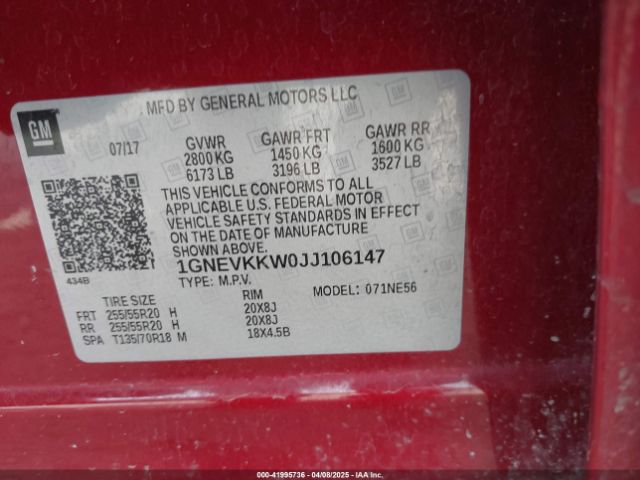 MFD BY GENERAL MOTORS LLC
GM
07/17 GVWR GAWR FRT GAWR RR
2800 KG 1450 KG 1600 KG
6173 LB 3196 LB 3527 LB
THIS VEHICLE CONFORMS TO ALL
APPLICABLE U.S. FEDERAL MOTOR
VEHICLE SAFETY STANDARDS IN EFFECT
ON THE DATE OF MANUFACTURE
SHOWN ABOVE.
434B
1GNEVKKW0JJ106147
TYPE: M.P.V. MODEL: 071NE56
TIRE SIZE RIM
FRT 255/55R20 H 20X8J
RR 255/55R20 H 20X8J
SPA T135/70R18 M 18X4.5B
000-41995736 - 04/08/2025 - IAA Inc.